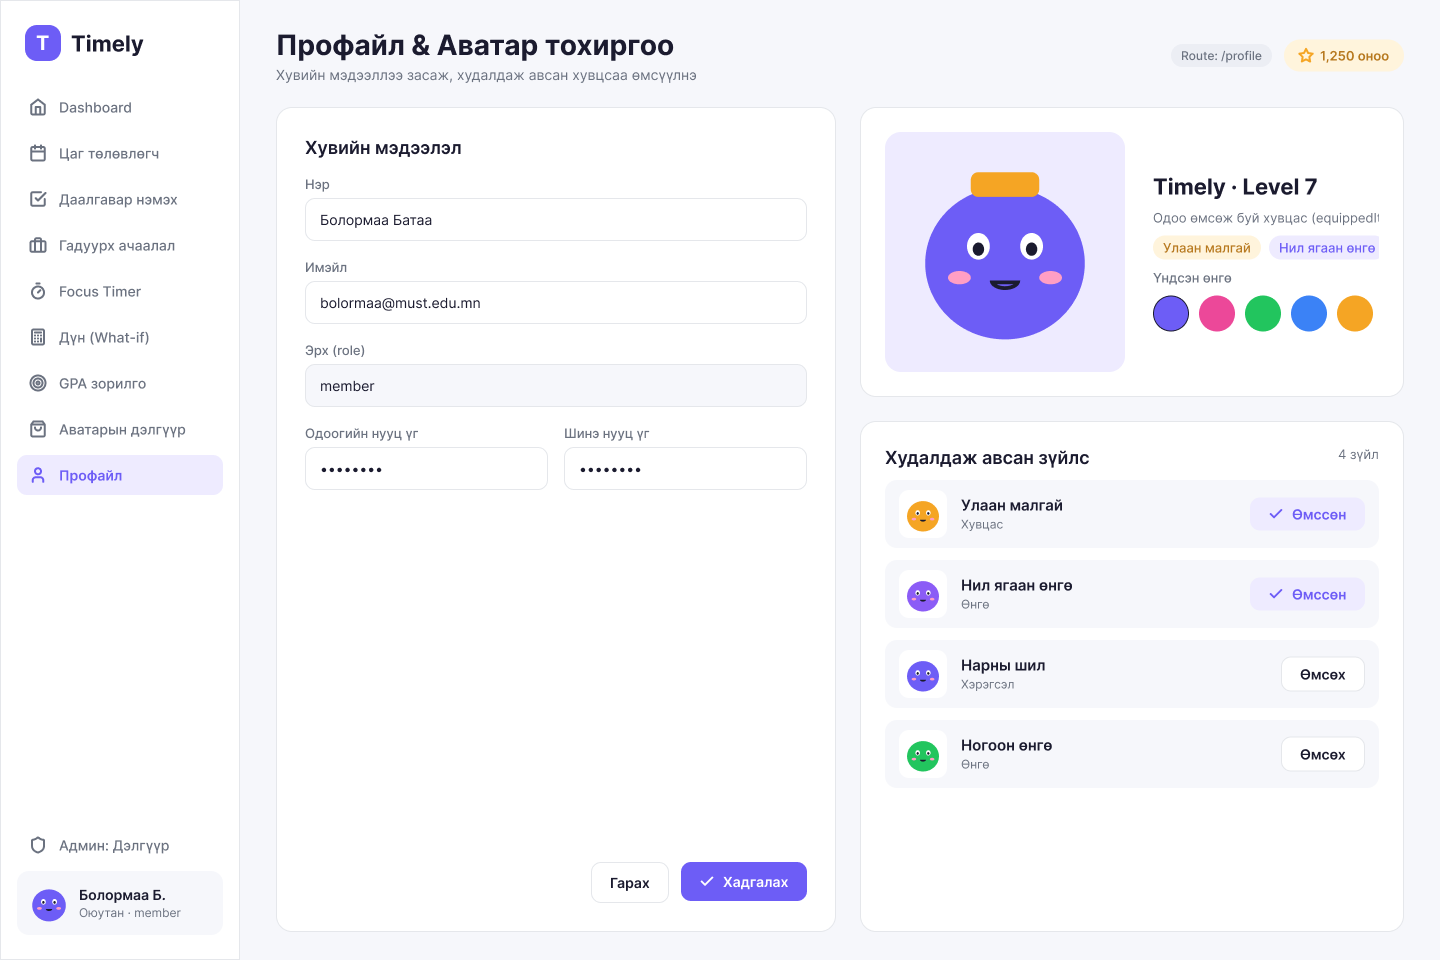 T Timely
Dashboard
Цаг төлөвлөгч
Даалгавар нэмэх
Гадуурх ачаалал
Focus Timer
Дүн (What-if)
GPA зорилго
Аватарын дэлгүүр
Профайл
Админ: Дэлгүүр
Болормаа Б.
Оюутан · member
Профайл & Аватар тохиргоо
Хувийн мэдээллээ засаж, худалдаж авсан хувцсаа өмсүүлнэ
Route: /profile
1,250 оноо
Хувийн мэдээлэл
Нэр
Болормаа Батаа
Имэйл
bolormaa@must.edu.mn
Эрх (role)
member
Одоогийн нууц үг
Шинэ нууц үг
•••••••• ••••••••
Гарах
Хадгалах
Timely · Level 7
Одоо өмсөж буй хувцас (equippedIt
Улаан малгай
Нил ягаан өнгө
Үндсэн өнгө
Худалдаж авсан зүйлс
4 зүйл
Улаан малгай
Хувцас
Өмссөн
Нил ягаан өнгө
Өнгө
Өмссөн
Нарны шил
Хэрэгсэл
Өмсөх
Ногоон өнгө
Өнгө
Өмсөх